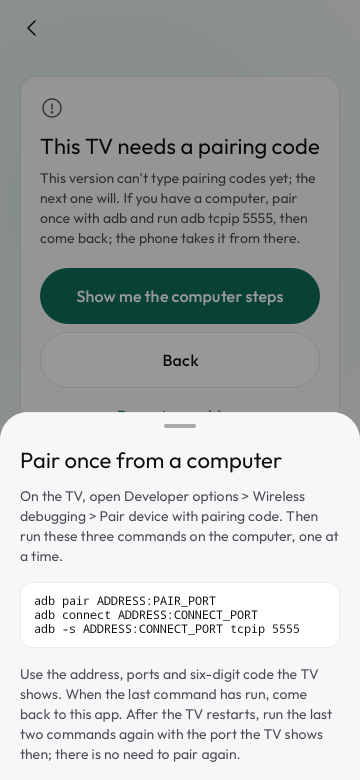 This TV needs a pairing code
This version can't type pairing codes yet; the
next one will. If you have a computer, pair
once with adb and run adb tcpip 5555, then
come back; the phone takes it from there.
Show me the computer steps
Back
Pair once from a computer
On the TV, open Developer options > Wireless
debugging > Pair device with pairing code. Then
run these three commands on the computer, one at
a time.
adb pair ADDRESS:PAIR_PORT
adb connect ADDRESS:CONNECT_PORT
adb -s ADDRESS:CONNECT_PORT tcpip 5555
Use the address, ports and six-digit code the TV
shows. When the last command has run, come
back to this app. After the TV restarts, run the last
two commands again with the port the TV shows
then; there is no need to pair again.